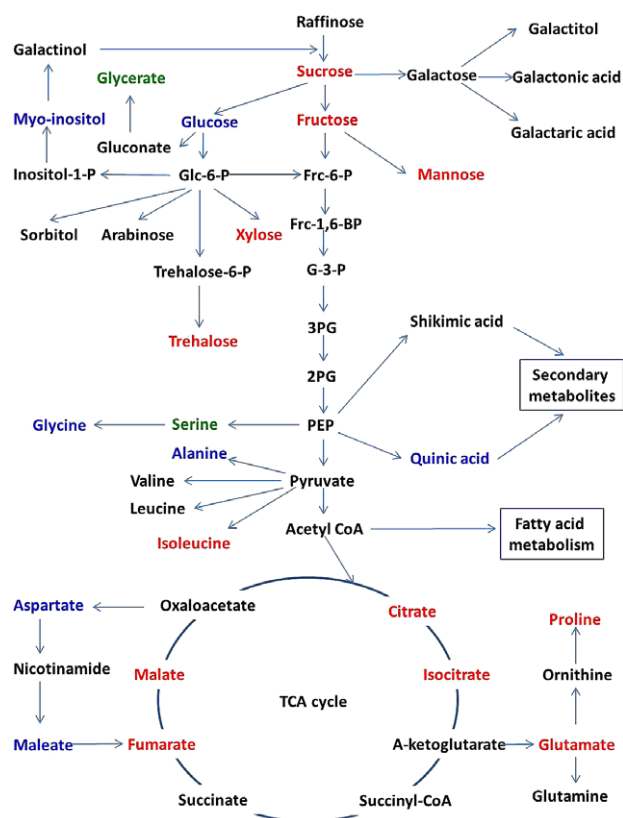 Raffinose
Galactitol
Galactinol
Glycerate
Sucrose
Galactose
Galactonic acid
Myo-inositol
Glucose
Fructose
Galactaric acid
Gluconate
Inositol-1-P
Glc-6-P
Frc-6-P
Mannose
Sorbitol
Arabinose
Xylose
Frc-1,6-BP
Trehalose-6-P
G-3-P
Trehalose
3PG
Shikimic acid
2PG
Secondary
metabolites
Glycine
Serine
PEP
Alanine
Quinic acid
Valine
Pyruvate
Leucine
Isoleucine
Acetyl CoA
Fatty acid
metabolism
Aspartate
Oxaloacetate
Citrate
Proline
Nicotinamide
Malate
Isocitrate
Ornithine
TCA cycle
Maleate
Fumarate
A-ketoglutarate
Glutamate
Succinate
Succinyl-CoA
Glutamine